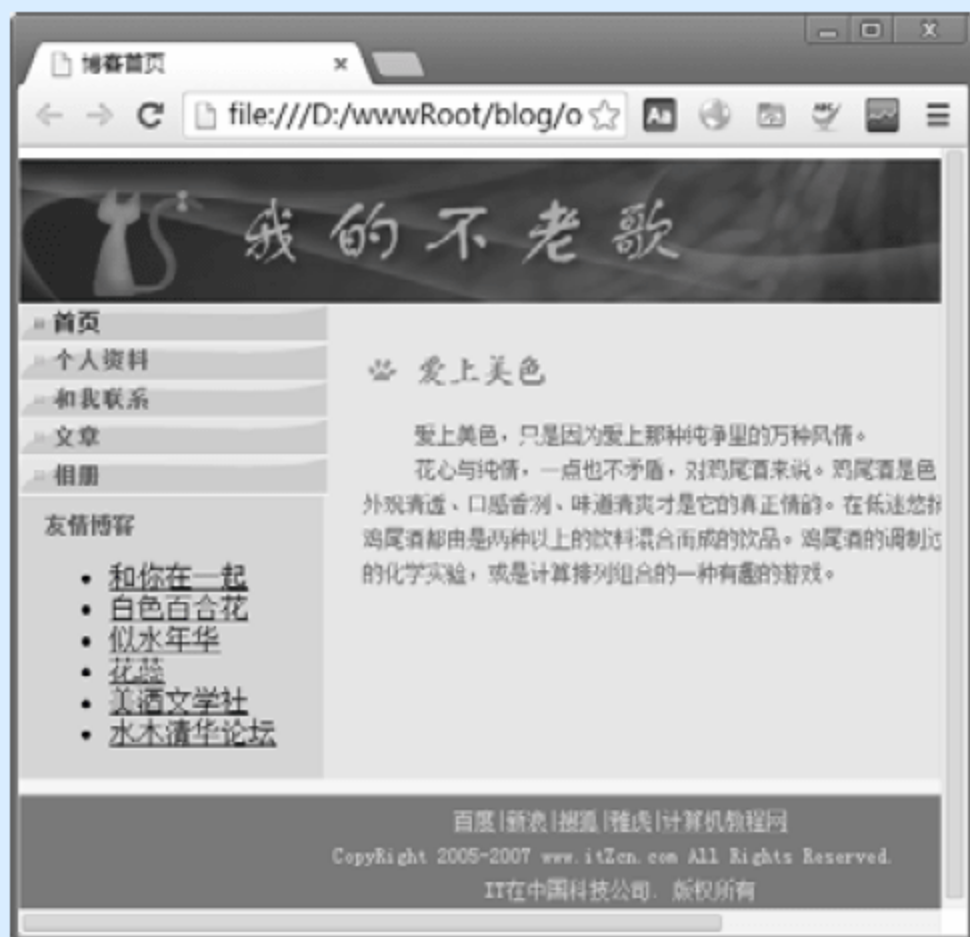 博客首页
file:///D:/wwwRoot/blog/o
我的不老歌
首页
个人资料
和我联系
文章
相册
友情博客
和你在一起
白色百合花
似水年华
花蕊
美酒文学社
水木清华论坛
爱上美色
爱上美色，只是因为爱上那种纯净里的万种风情。
花心与纯情，一点也不矛盾，对鸡尾酒来说。鸡尾酒是色
外观清透、口感香冽、味道清爽才是它的真正情韵。在低迷悠扬
鸡尾酒都由是两种以上的饮料混合而成的饮品。鸡尾酒的调制过
的化学实验，或是计算排列组合的一种有趣的游戏。
百度|新浪|搜狐|雅虎|计算机教程网
CopyRight 2005-2007 www.itZcn.com All Rights Reserved.
IT在中国科技公司. 版权所有